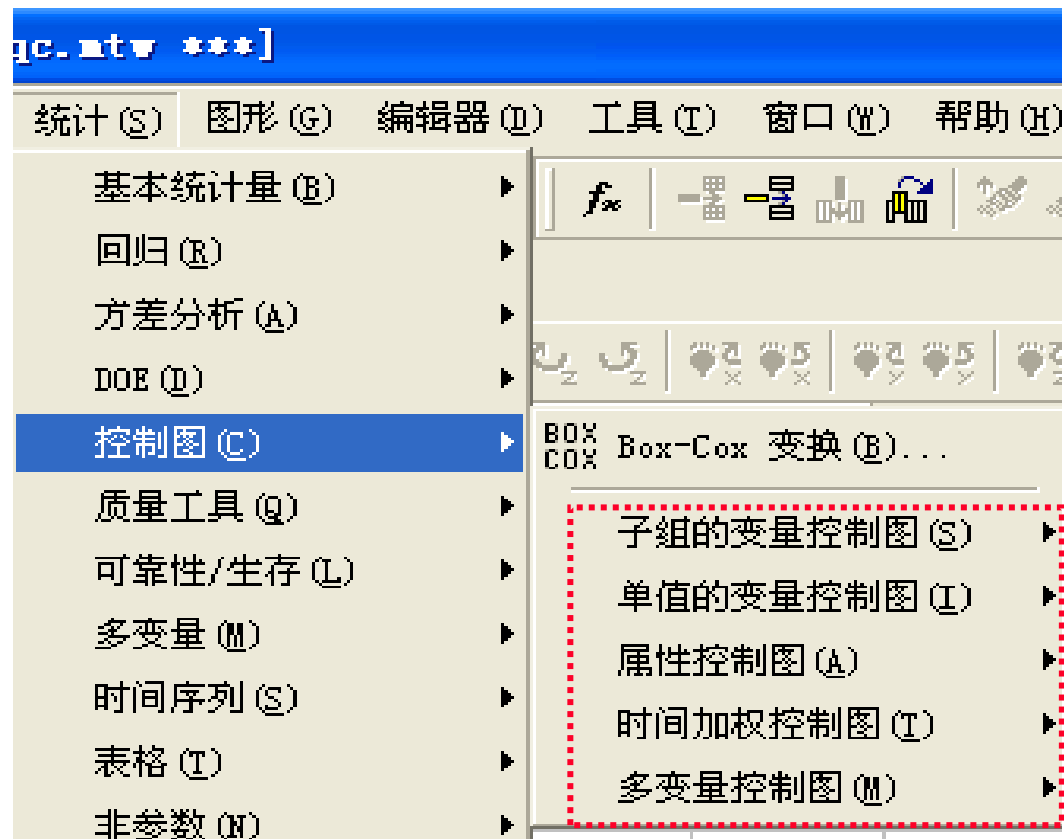 qc.mtw ***]
统计(S) 图形(G) 编辑器(D) 工具(T) 窗口(W) 帮助(H)
基本统计量(B)
回归(R)
方差分析(A)
DOE(D)
控制图(C)
质量工具(Q)
可靠性/生存(L)
多变量(M)
时间序列(S)
表格(T)
非参数(N)
fx
BOX
COX
Box-Cox 变换(B)...
子组的变量控制图(S)
单值的变量控制图(I)
属性控制图(A)
时间加权控制图(T)
多变量控制图(M)